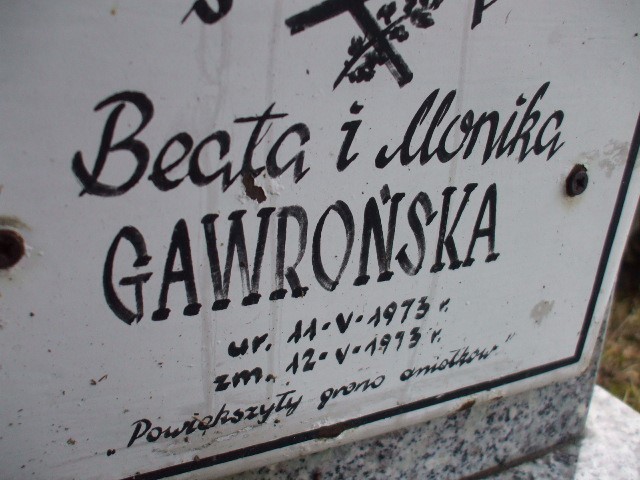 Ś P
Beata i Monika
GAWROŃSKA
ur. 11-V-1973 r.
zm. 12-V-1973 r.
"Powiększyły grono aniołków"